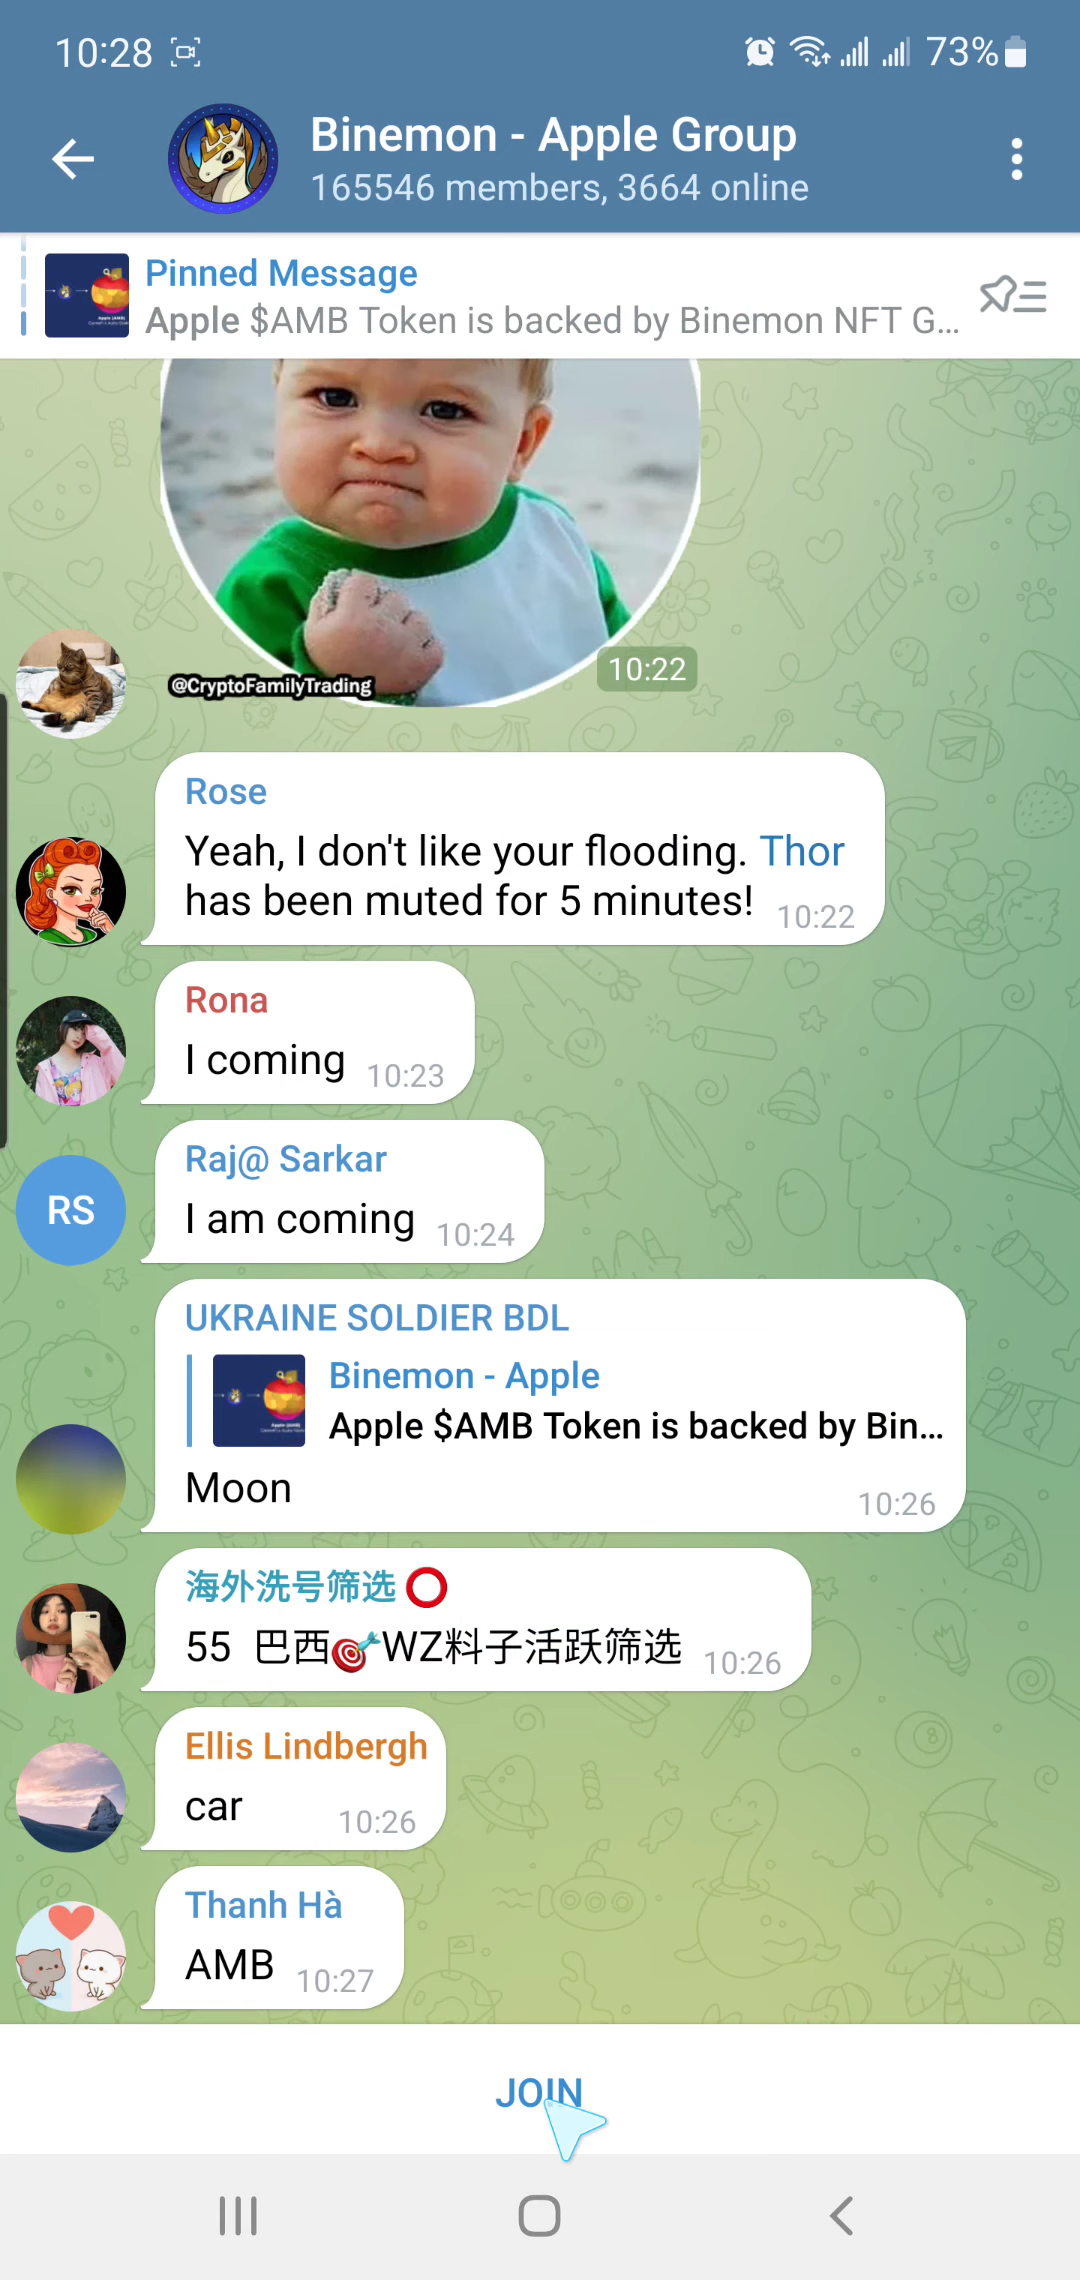 10:28
73%
Binemon - Apple Group
165546 members, 3664 online
Pinned Message
Apple $AMB Token is backed by Binemon NFT G...
@CryptoFamilyTrading
10:22
Rose
Yeah, I don't like your flooding. Thor
has been muted for 5 minutes!
10:22
Rona
I coming
10:23
RS
Raj@ Sarkar
I am coming
10:24
UKRAINE SOLDIER BDL
Binemon - Apple
Apple $AMB Token is backed by Bin...
Moon
10:26
海外洗号筛选⭕
55 巴西🎯WZ料子活跃筛选
10:26
Ellis Lindbergh
car
10:26
Thanh Hà
AMB
10:27
JOIN